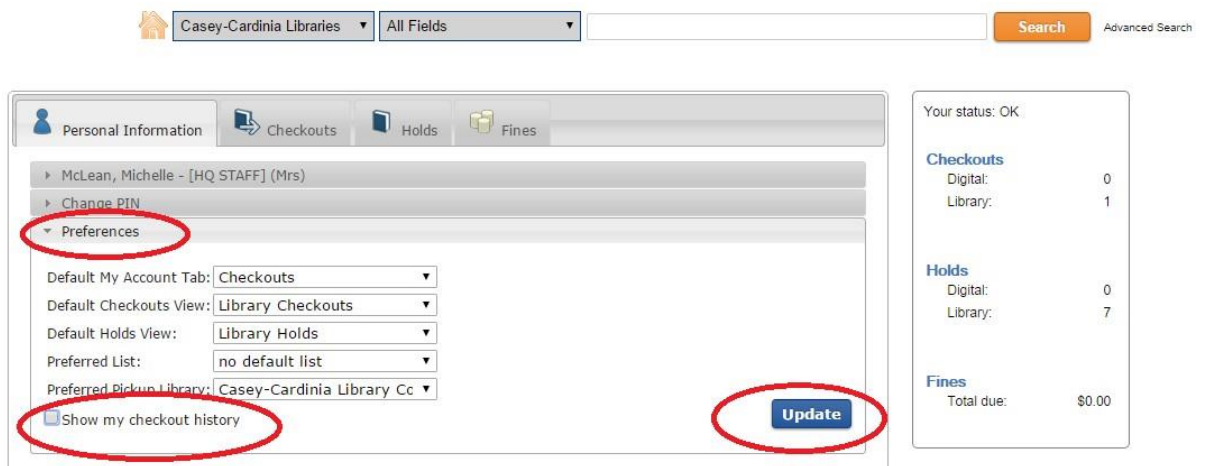 Casey-Cardinia Libraries All Fields Search Advanced Search
Personal Information Checkouts Holds Fines
McLean, Michelle - [HQ STAFF] (Mrs)
Change PIN
Preferences
Default My Account Tab: Checkouts
Default Checkouts View: Library Checkouts
Default Holds View: Library Holds
Preferred List: no default list
Preferred Pickup Library: Casey-Cardinia Library Cc
Show my checkout history
Update
Your status: OK
Checkouts
Digital: 0
Library: 1
Holds
Digital: 0
Library: 7
Fines
Total due: $0.00